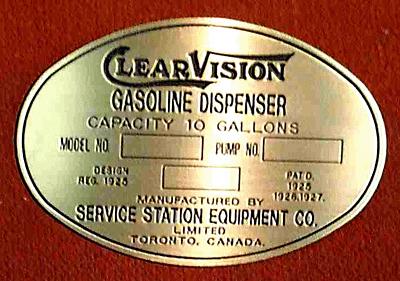 CLEARVISION
GASOLINE DISPENSER
CAPACITY 10 GALLONS
MODEL NO. PUMP NO.
DESIGN PAT'D.
REG. 1925 1925
1926, 1927.
MANUFACTURED BY
SERVICE STATION EQUIPMENT CO.
LIMITED
TORONTO, CANADA.